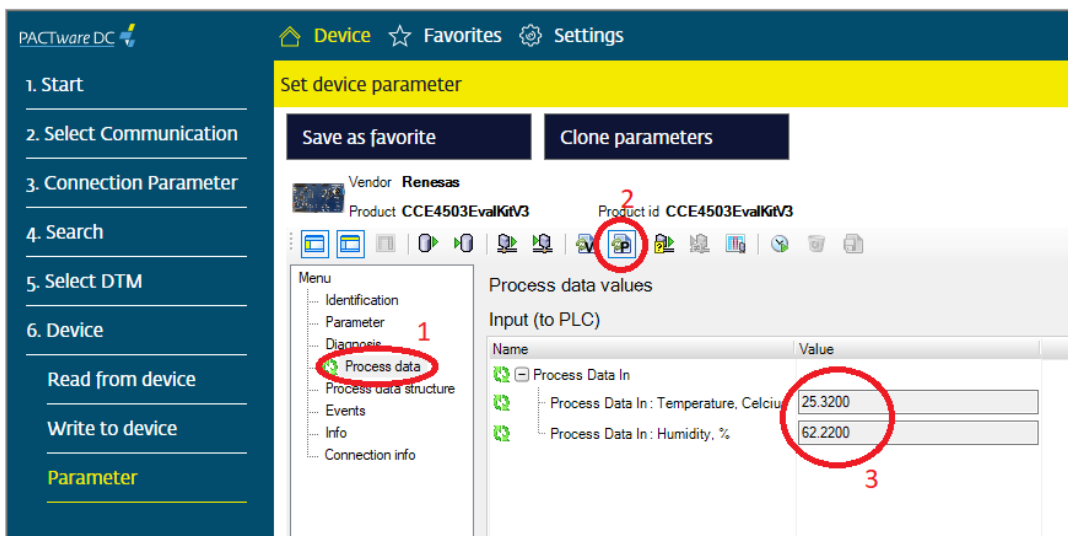 PACTware DC
Device Favorites Settings
1. Start
2. Select Communication
3. Connection Parameter
4. Search
5. Select DTM
6. Device
Read from device
Write to device
Parameter
Set device parameter
Save as favorite Clone parameters
Vendor Renesas
Product CCE4503EvalKitV3 Product id CCE4503EvalKitV3
2
V P ?
Menu
Identification
Parameter
Diagnosis
Process data
Process data structure
Events
Info
Connection info
1
Process data values
Input (to PLC)
Name Value
Process Data In
Process Data In : Temperature, Celciu 25.3200
Process Data In : Humidity, % 62.2200
3